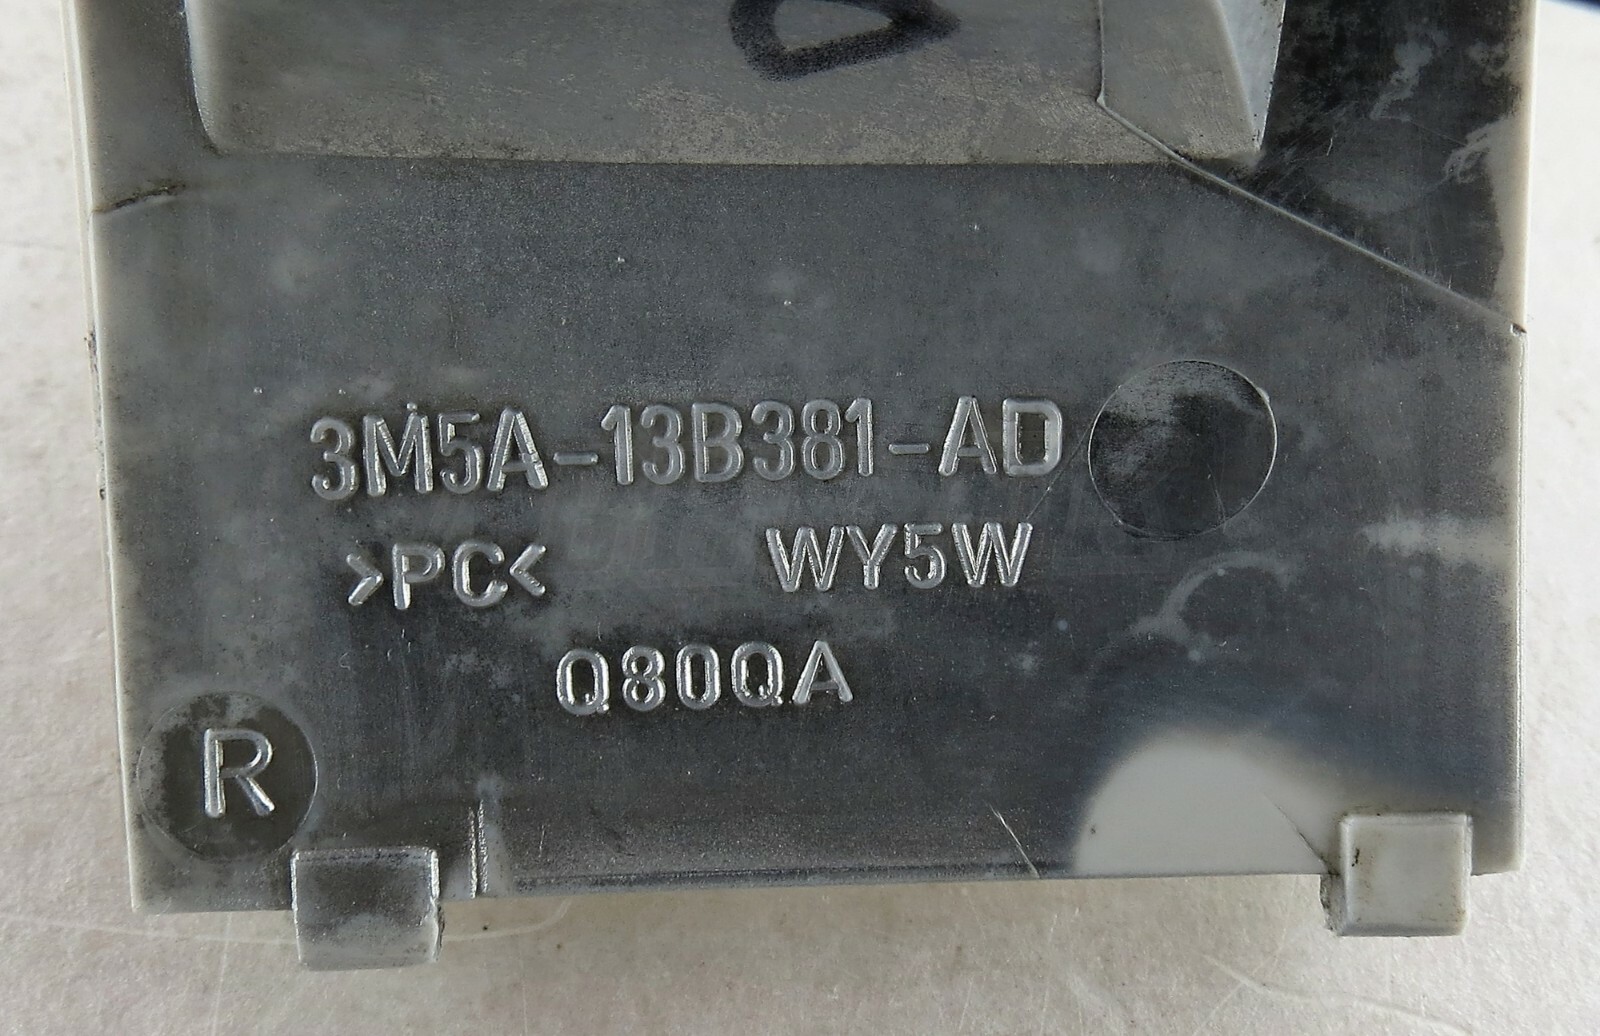 3M5A-13B381-AD
>PC< WY5W
Q80QA
R